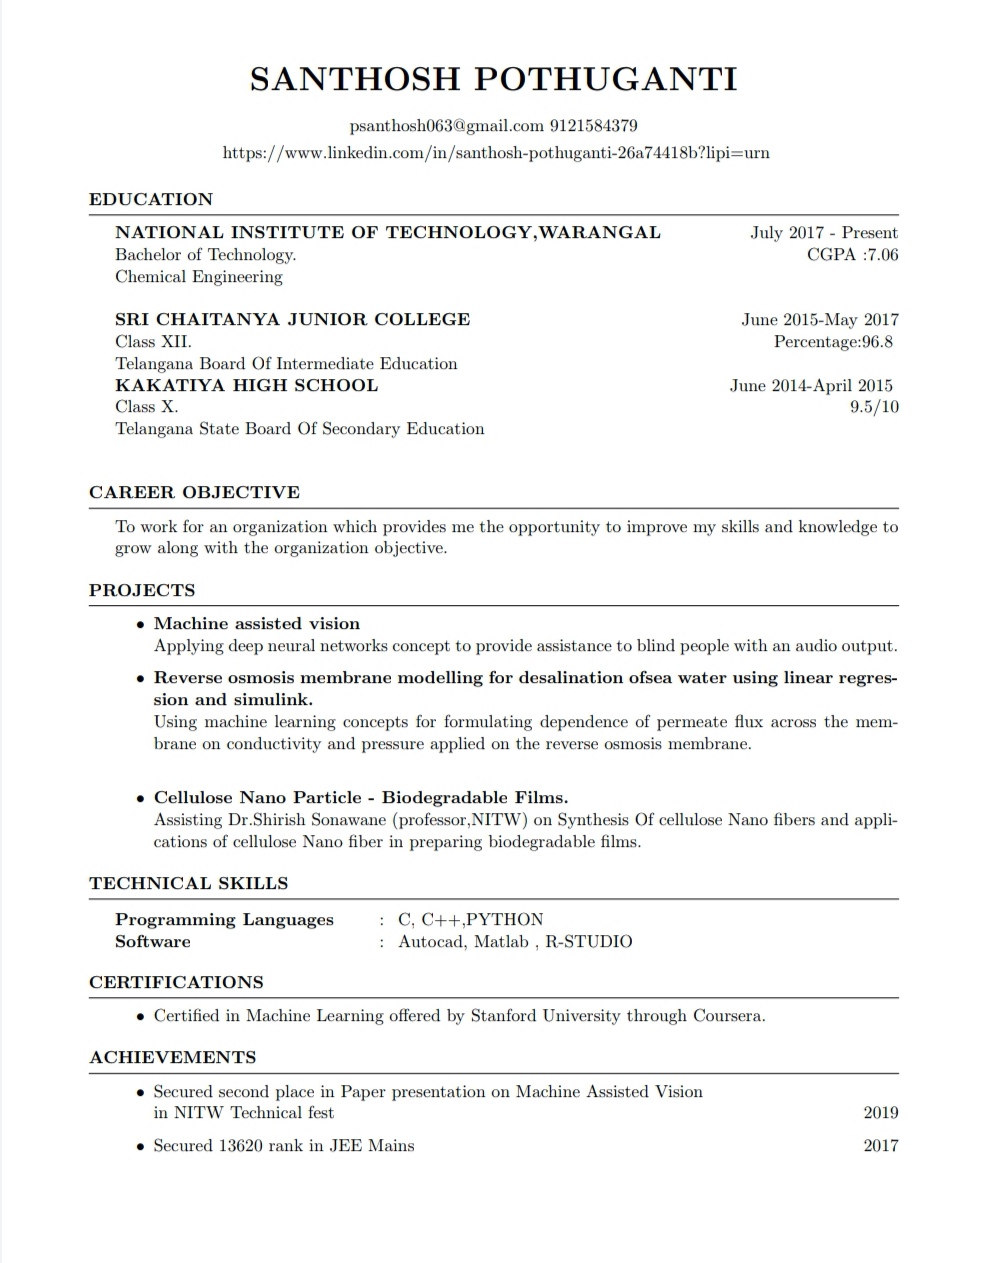 SANTHOSH POTHUGANTI
psanthosh063@gmail.com 9121584379
https://www.linkedin.com/in/santhosh-pothuganti-26a74418b?lipi=urn
EDUCATION
NATIONAL INSTITUTE OF TECHNOLOGY,WARANGAL July 2017 - Present
Bachelor of Technology. CGPA :7.06
Chemical Engineering
SRI CHAITANYA JUNIOR COLLEGE June 2015-May 2017
Class XII. Percentage:96.8
Telangana Board Of Intermediate Education
KAKATIYA HIGH SCHOOL June 2014-April 2015
Class X. 9.5/10
Telangana State Board Of Secondary Education
CAREER OBJECTIVE
To work for an organization which provides me the opportunity to improve my skills and knowledge to
grow along with the organization objective.
PROJECTS
• Machine assisted vision
Applying deep neural networks concept to provide assistance to blind people with an audio output.
• Reverse osmosis membrane modelling for desalination ofsea water using linear regres-
sion and simulink.
Using machine learning concepts for formulating dependence of permeate flux across the mem-
brane on conductivity and pressure applied on the reverse osmosis membrane.
• Cellulose Nano Particle - Biodegradable Films.
Assisting Dr.Shirish Sonawane (professor,NITW) on Synthesis Of cellulose Nano fibers and appli-
cations of cellulose Nano fiber in preparing biodegradable films.
TECHNICAL SKILLS
Programming Languages : C, C++,PYTHON
Software : Autocad, Matlab , R-STUDIO
CERTIFICATIONS
• Certified in Machine Learning offered by Stanford University through Coursera.
ACHIEVEMENTS
• Secured second place in Paper presentation on Machine Assisted Vision
in NITW Technical fest 2019
• Secured 13620 rank in JEE Mains 2017